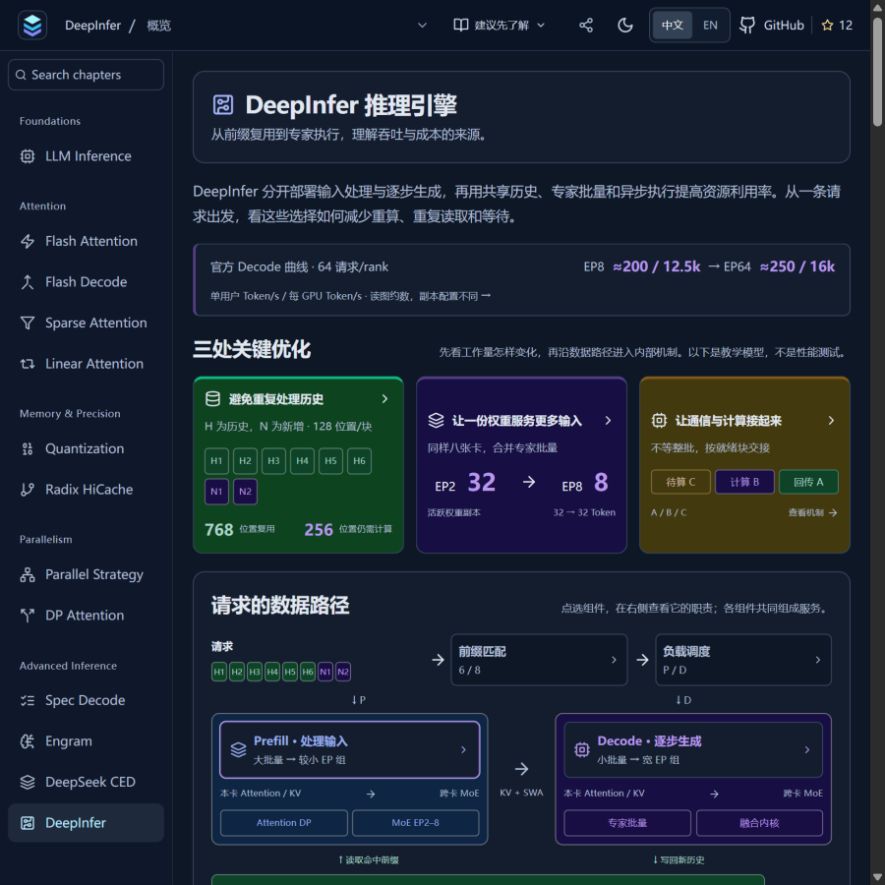 DeepInfer / 概览
建议先了解
中文 EN
GitHub
12
Search chapters
Foundations
LLM Inference
Attention
Flash Attention
Flash Decode
Sparse Attention
Linear Attention
Memory & Precision
Quantization
Radix HiCache
Parallelism
Parallel Strategy
DP Attention
Advanced Inference
Spec Decode
Engram
DeepSeek CED
DeepInfer
DeepInfer 推理引擎
从前缀复用到专家执行，理解吞吐与成本的来源。
DeepInfer 分开部署输入处理与逐步生成，再用共享历史、专家批量和异步执行提高资源利用率。从一条请
求出发，看这些选择如何减少重算、重复读取和等待。
官方 Decode 曲线 · 64 请求/rank
EP8 ≈200 / 12.5k → EP64 ≈250 / 16k
单用户 Token/s / 每 GPU Token/s · 读图约数，副本配置不同 →
三处关键优化
先看工作量怎样变化，再沿数据路径进入内部机制。以下是教学模型，不是性能测试。
避免重复处理历史
H 为历史，N 为新增 · 128 位置/块
H1 H2 H3 H4 H5 H6
N1 N2
768 位置复用 256 位置仍需计算
让一份权重服务更多输入
同样八张卡，合并专家批量
EP2 32 → EP8 8
活跃权重副本 32 → 32 Token
让通信与计算接起来
不等整批，按就绪块交接
待算 C 计算 B 回传 A
A / B / C 查看机制 →
请求的数据路径
点选组件，在右侧查看它的职责；各组件共同组成服务。
请求
H1 H2 H3 H4 H5 H6 N1 N2
→
前缀匹配
6 / 8
→
负载调度
P / D
↓ P
↓ D
Prefill · 处理输入
大批量 → 较小 EP 组
本卡 Attention / KV → 跨卡 MoE
Attention DP MoE EP2–8
→
KV + SWA
Decode · 逐步生成
小批量 → 宽 EP 组
本卡 Attention / KV → 跨卡 MoE
专家批量 融合内核
↑ 读取命中前缀
↓ 写回新历史